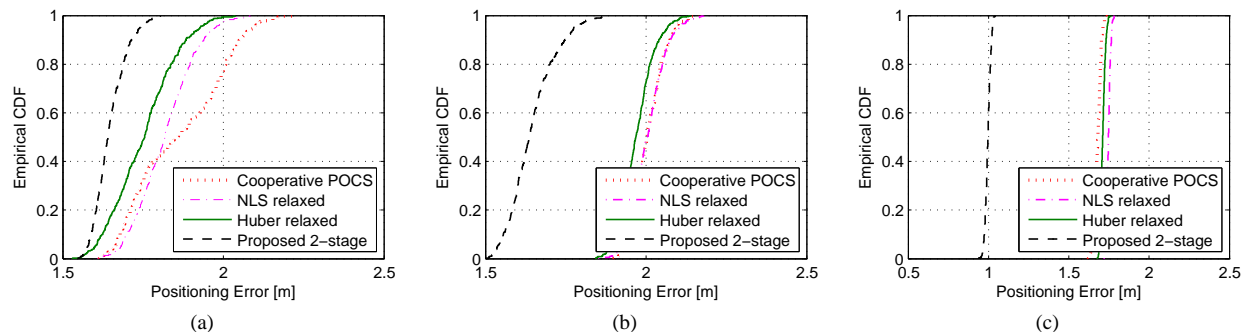 1
0.8
0.6
0.4
0.2
0
1.5
2
2.5
Empirical CDF
Positioning Error [m]
Cooperative POCS
NLS relaxed
Huber relaxed
Proposed 2−stage
(a)
1
0.8
0.6
0.4
0.2
0
1.5
2
2.5
Empirical CDF
Positioning Error [m]
Cooperative POCS
NLS relaxed
Huber relaxed
Proposed 2−stage
(b)
1
0.8
0.6
0.4
0.2
0
0.5
1
1.5
2
2.5
Empirical CDF
Positioning Error [m]
Cooperative POCS
NLS relaxed
Huber relaxed
Proposed 2−stage
(c)